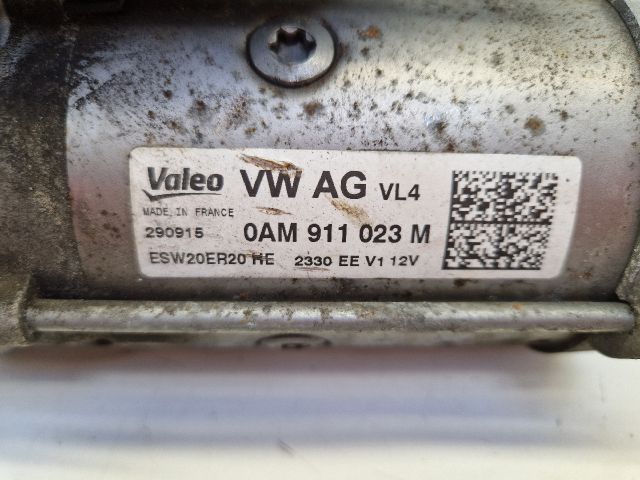 Valeo VW AG VL4
MADE IN FRANCE
290915 0AM 911 023 M
ESW20ER20 HE 2330 EE V1 12V